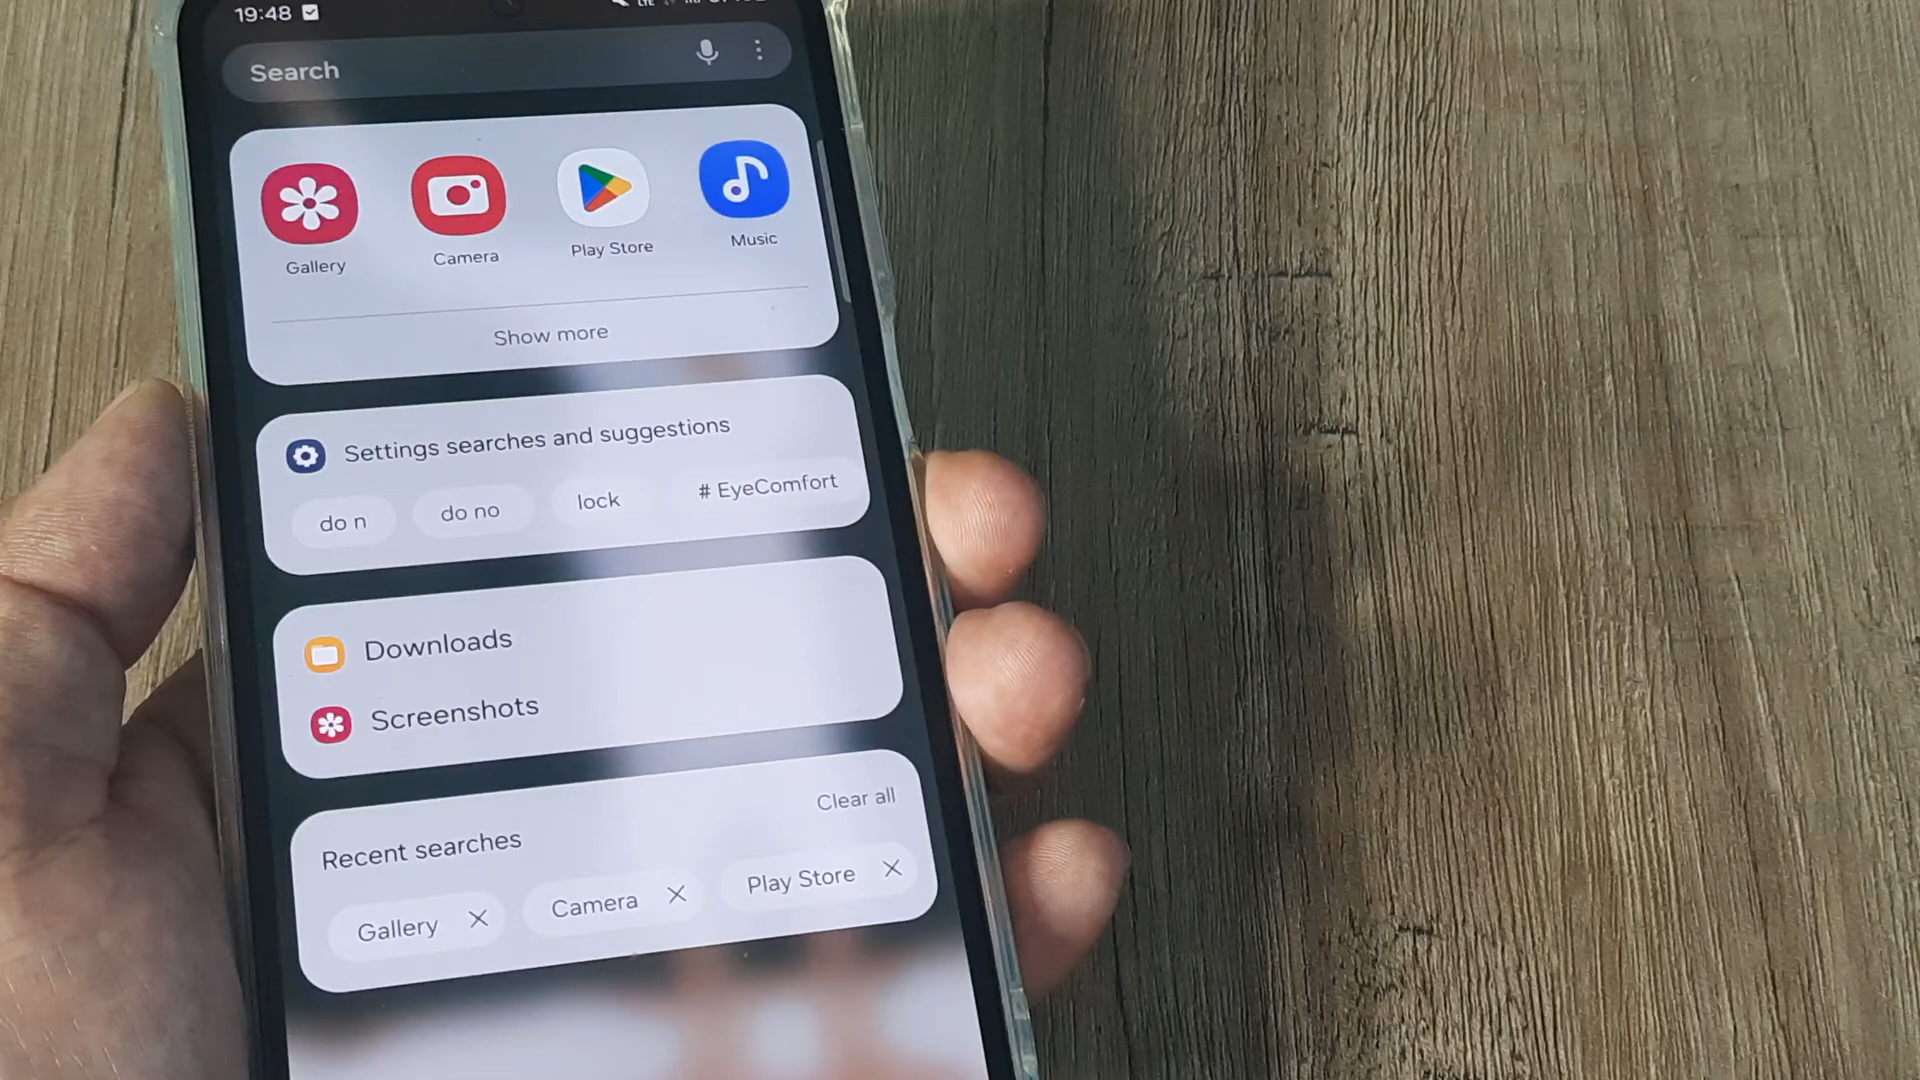 19:48
LTE
Search
Gallery Camera Play Store Music
Show more
Settings searches and suggestions
do n do no lock # EyeComfort
Downloads
Screenshots
Recent searches Clear all
Gallery Camera Play Store